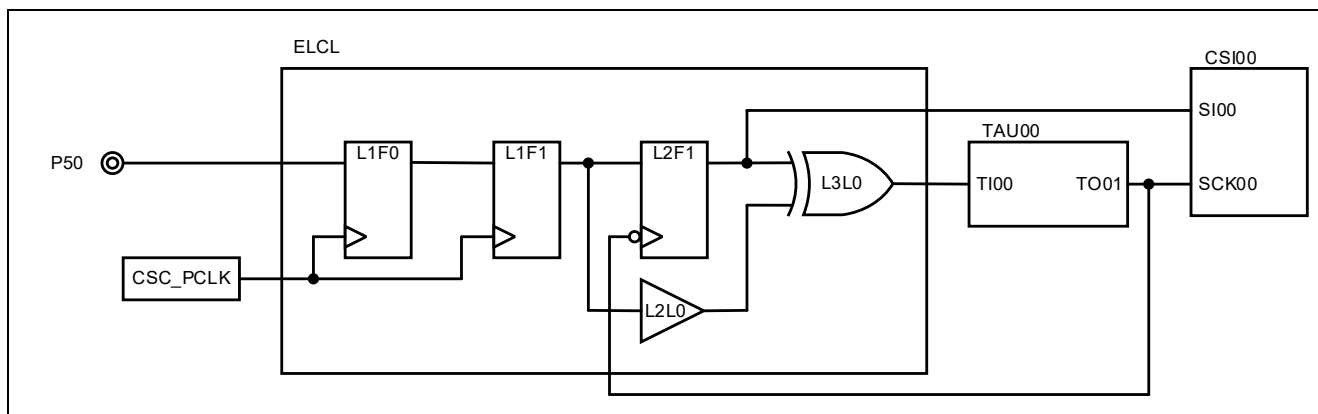 ELCL
CSI00
P50
L1F0
L1F1
L2F1
L3L0
TAU00
SI00
TI00
TO01
SCK00
CSC_PCLK
L2L0